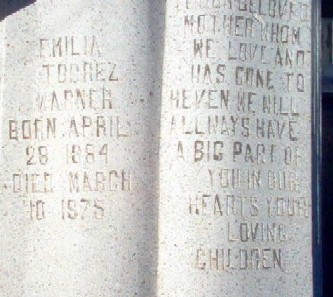 EMILIA
TORREZ
WARNER
BORN APRIL
28 1884
DIED MARCH
10 1975
BELOVED
MOTHER WHOM
WE LOVE AND
HAS GONE TO
HEVEN WE WILL
ALLWAYS HAVE
A BIG PART OF
YOU IN OUR
HEARTS YOUR
LOVING
CHILDREN